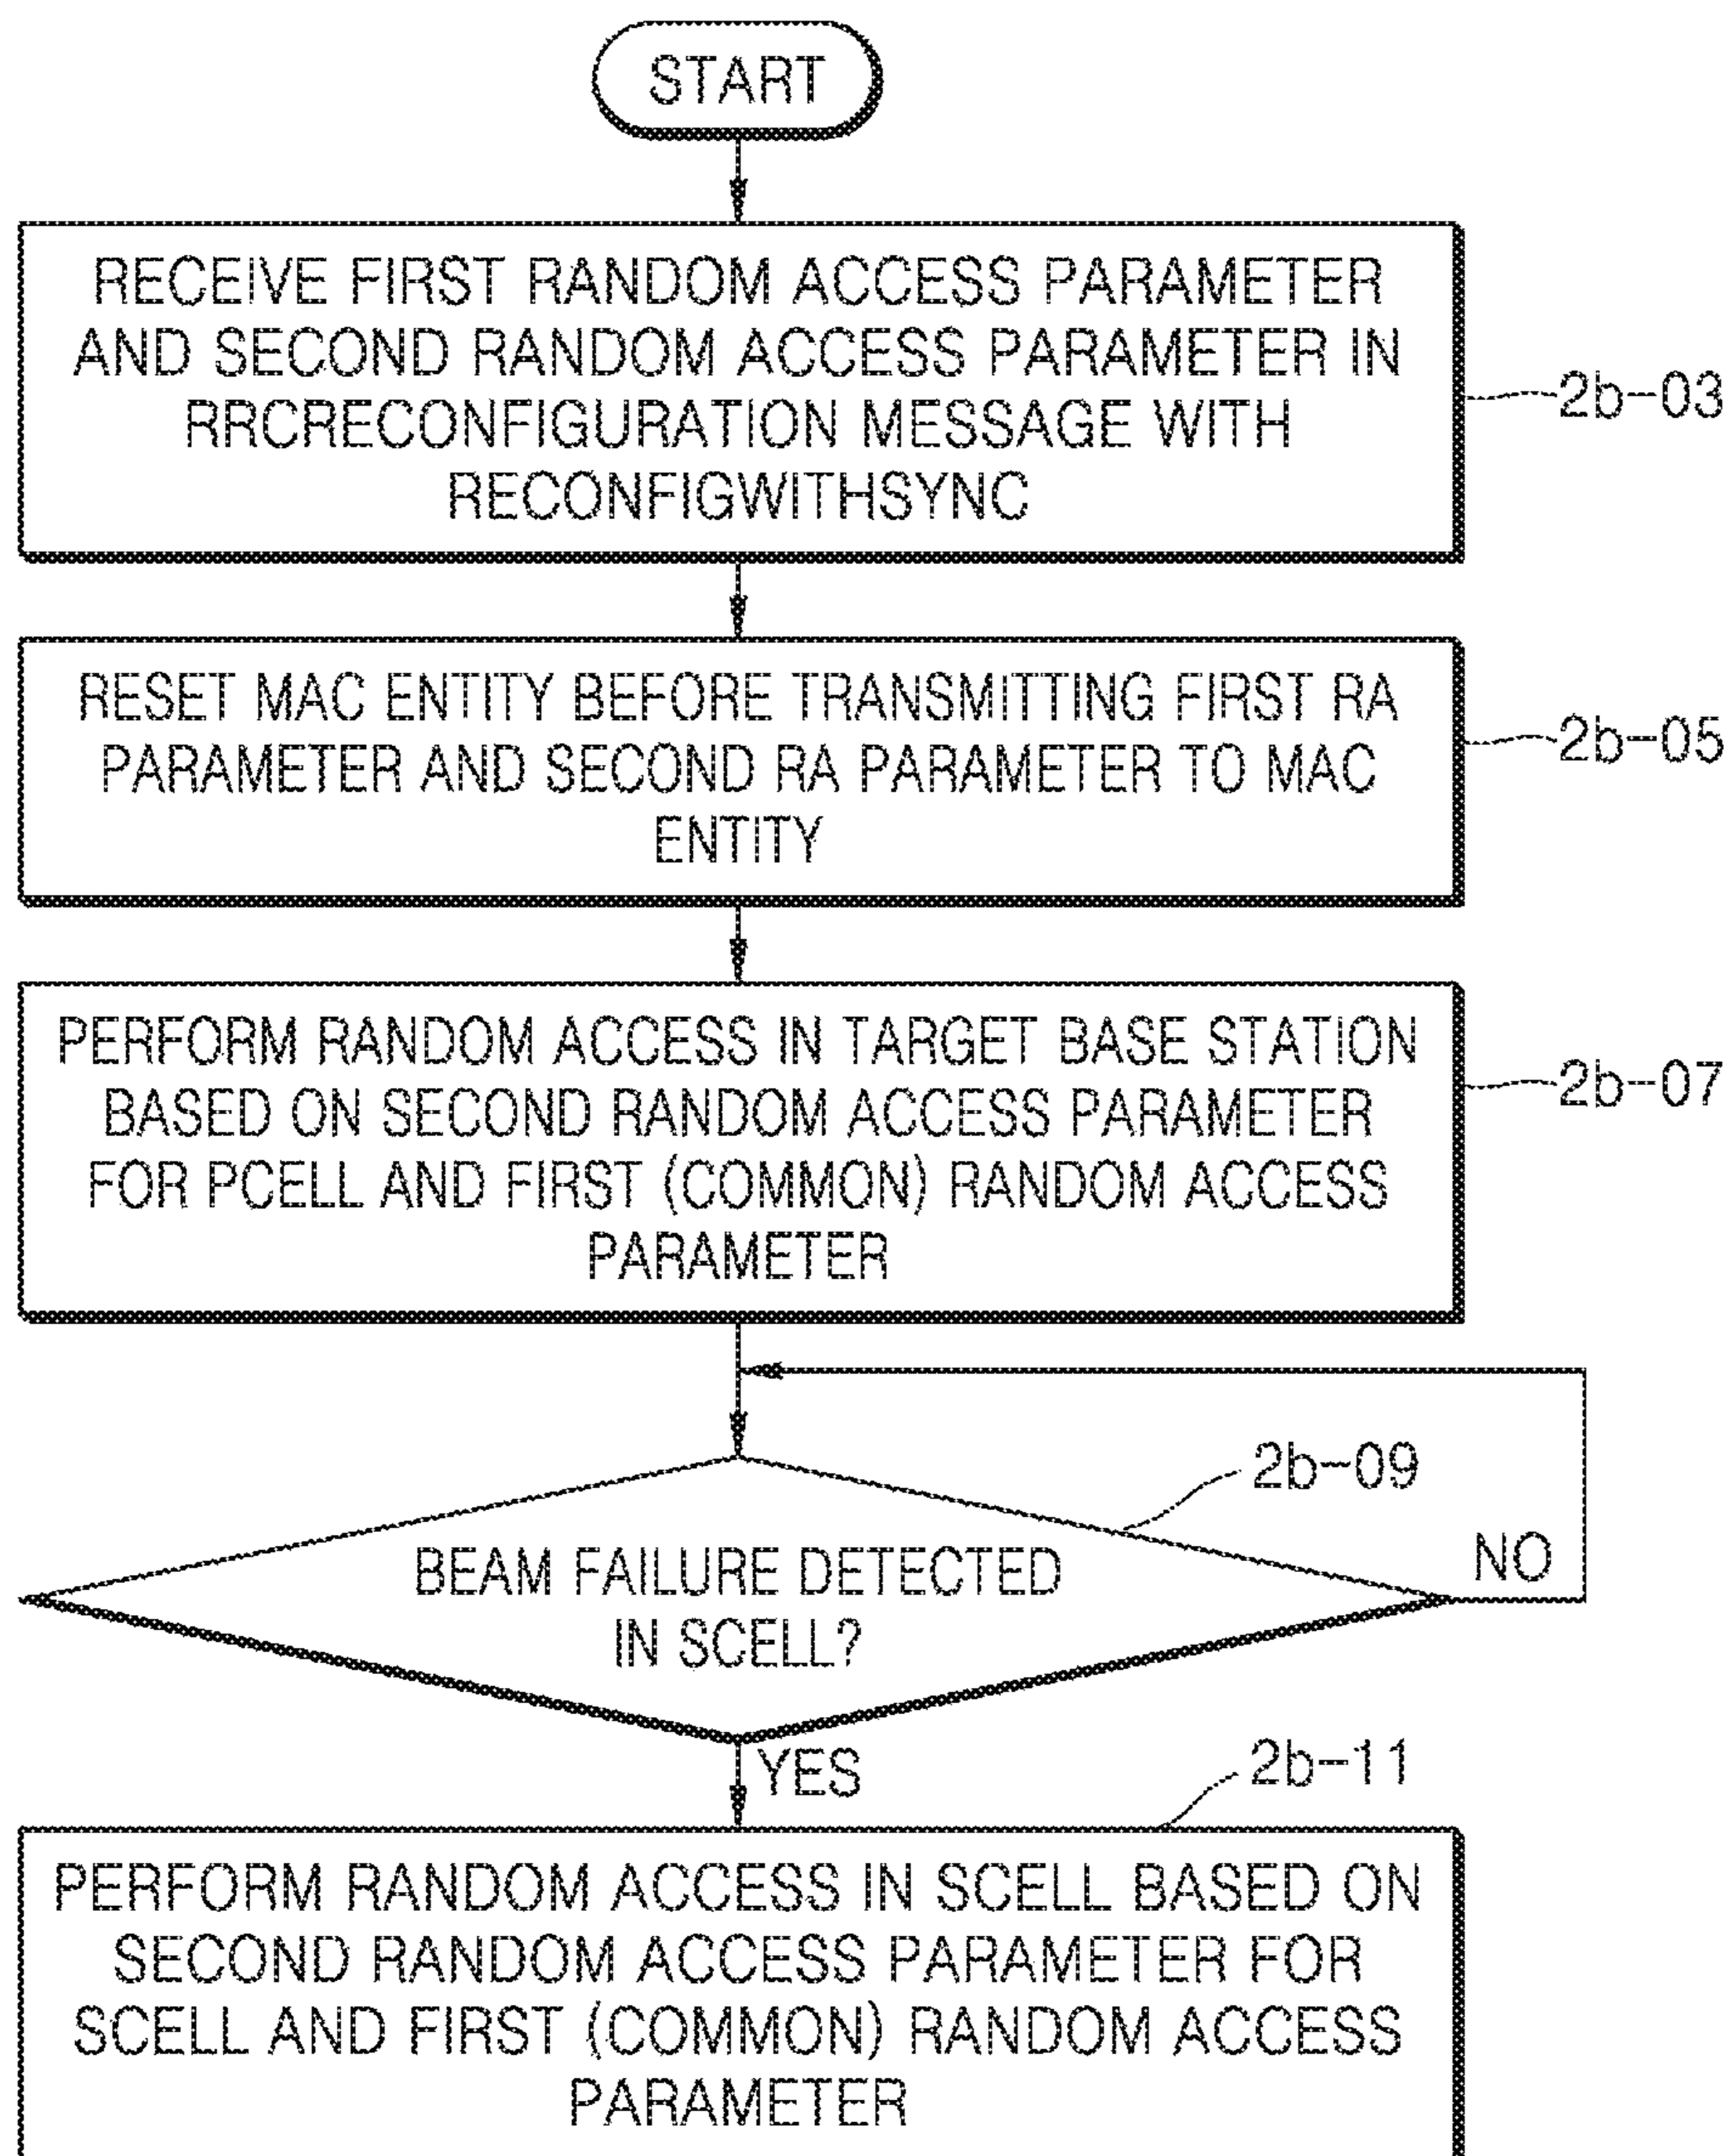 START
RECEIVE FIRST RANDOM ACCESS PARAMETER
AND SECOND RANDOM ACCESS PARAMETER IN
RRCRECONFIGURATION MESSAGE WITH
RECONFIGWITHSYNC
2b-03
RESET MAC ENTITY BEFORE TRANSMITTING FIRST RA
PARAMETER AND SECOND RA PARAMETER TO MAC
ENTITY
2b-05
PERFORM RANDOM ACCESS IN TARGET BASE STATION
BASED ON SECOND RANDOM ACCESS PARAMETER
FOR PCELL AND FIRST (COMMON) RANDOM ACCESS
PARAMETER
2b-07
2b-09
BEAM FAILURE DETECTED
IN SCELL?
NO
YES
2b-11
PERFORM RANDOM ACCESS IN SCELL BASED ON
SECOND RANDOM ACCESS PARAMETER FOR
SCELL AND FIRST (COMMON) RANDOM ACCESS
PARAMETER